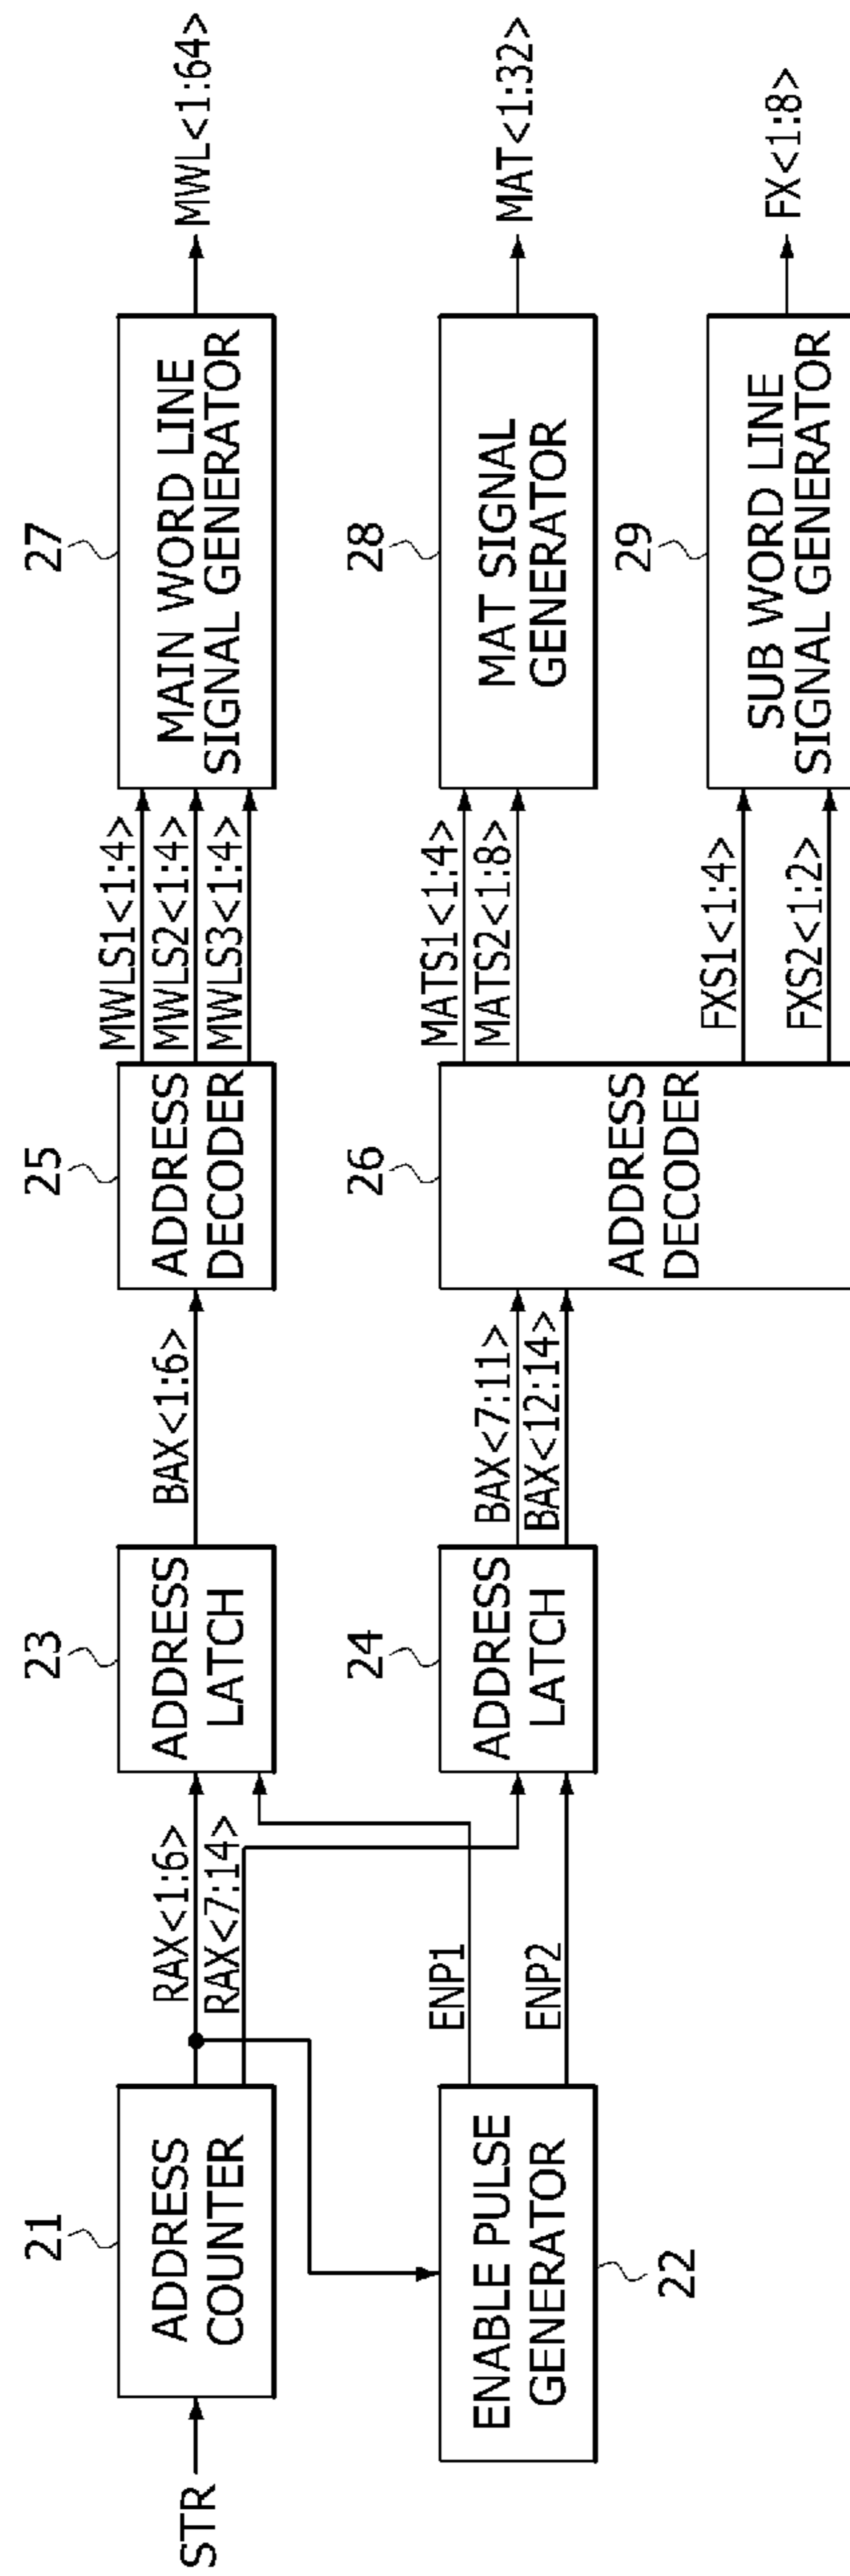 STR
21
ADDRESS
COUNTER
RAX<1:6>
RAX<7:14>
22
ENABLE PULSE
GENERATOR
ENP1
ENP2
23
ADDRESS
LATCH
BAX<1:6>
24
ADDRESS
LATCH
BAX<7:11>
BAX<12:14>
25
ADDRESS
DECODER
MWLS1<1:4>
MWLS2<1:4>
MWLS3<1:4>
26
ADDRESS
DECODER
MATS1<1:4>
MATS2<1:8>
FXS1<1:4>
FXS2<1:2>
27
MAIN WORD LINE
SIGNAL GENERATOR
MWL<1:64>
28
MAT SIGNAL
GENERATOR
MAT<1:32>
29
SUB WORD LINE
SIGNAL GENERATOR
FX<1:8>